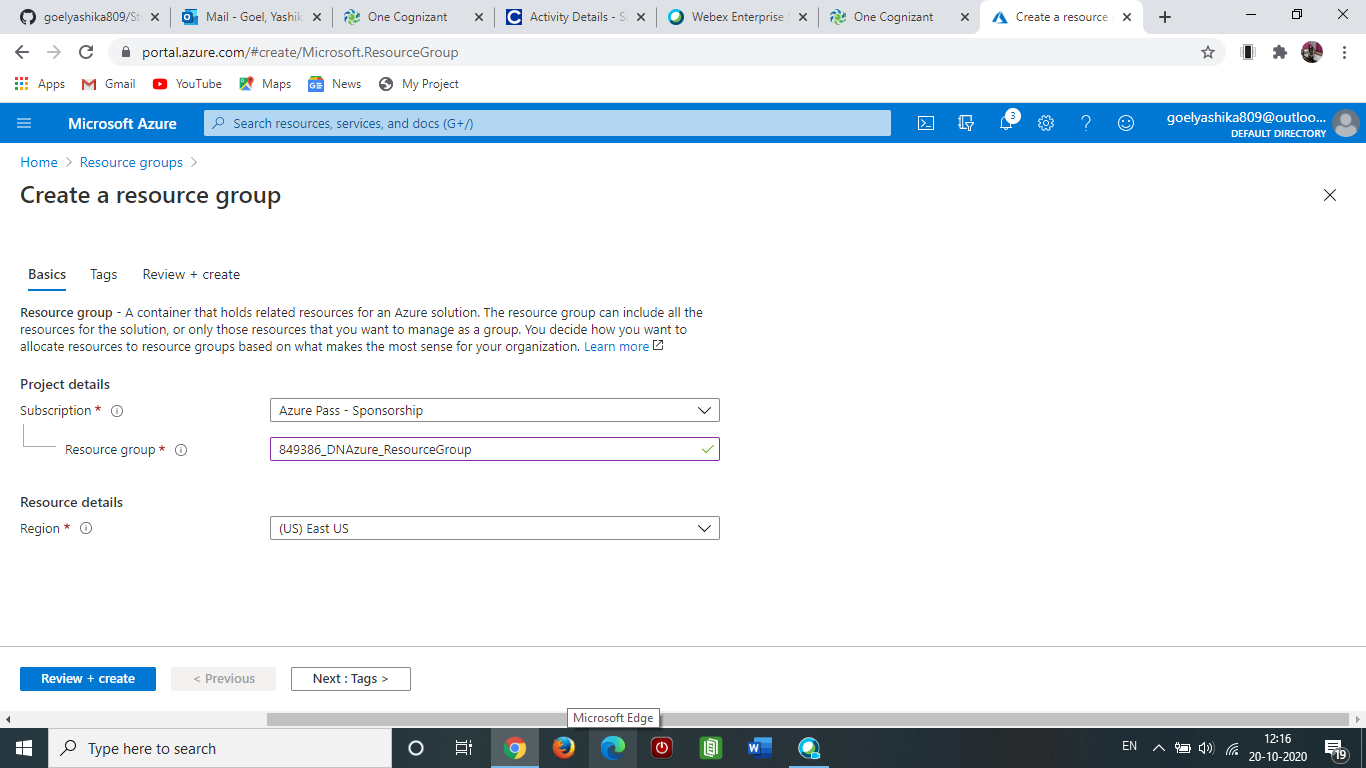 goelyashika809/St
Mail - Goel, Yashik
One Cognizant
Activity Details - S
Webex Enterprise S
One Cognizant
Create a resource
portal.azure.com/#create/Microsoft.ResourceGroup
Apps
Gmail
YouTube
Maps
News
My Project
Microsoft Azure
Search resources, services, and docs (G+/)
3
goelyashika809@outloo...
DEFAULT DIRECTORY
Home > Resource groups >
Create a resource group
Basics
Tags
Review + create
Resource group - A container that holds related resources for an Azure solution. The resource group can include all the
resources for the solution, or only those resources that you want to manage as a group. You decide how you want to
allocate resources to resource groups based on what makes the most sense for your organization. Learn more
Project details
Subscription *
Azure Pass - Sponsorship
Resource group *
849386_DNAzure_ResourceGroup
Resource details
Region *
(US) East US
Review + create
< Previous
Next : Tags >
Microsoft Edge
Type here to search
EN
12:16
20-10-2020
19